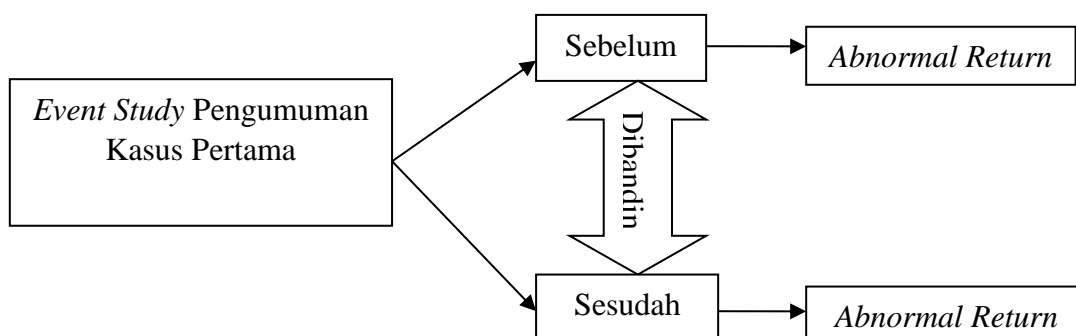 Sebelum
Abnormal Return
Event Study Pengumuman
Kasus Pertama
Dibandin
Sesudah
Abnormal Return